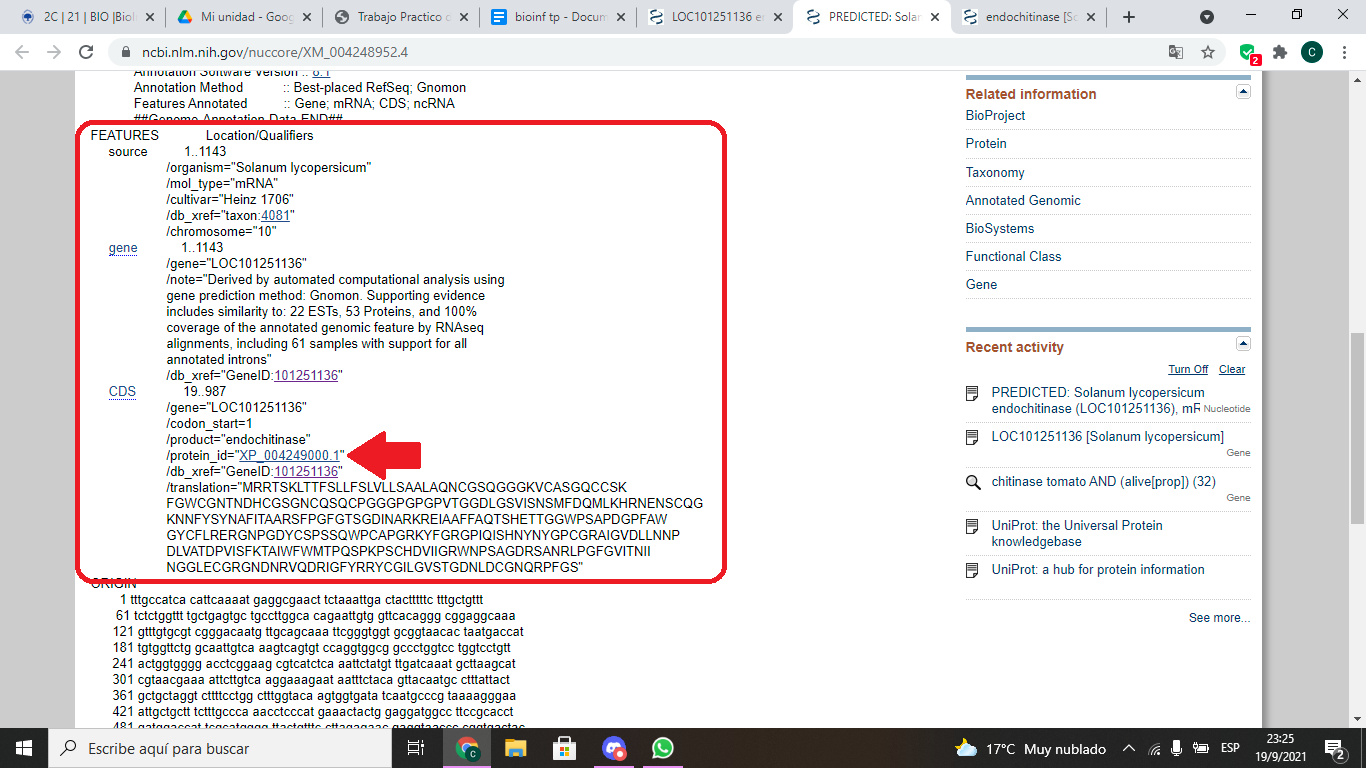 2C | 21 | BIO |Biol
Mi unidad - Goog
Trabajo Practico c
bioinf tp - Docum
LOC101251136 e
PREDICTED: Solan
endochitinase [So
ncbi.nlm.nih.gov/nuccore/XM_004248952.4
C
2
Annotation Software Version :: 8.1
Annotation Method :: Best-placed RefSeq; Gnomon
Features Annotated :: Gene; mRNA; CDS; ncRNA
##Genome-Annotation-Data-END##
FEATURES Location/Qualifiers
source 1..1143
/organism="Solanum lycopersicum"
/mol_type="mRNA"
/cultivar="Heinz 1706"
/db_xref="taxon:4081"
/chromosome="10"
gene 1..1143
/gene="LOC101251136"
/note="Derived by automated computational analysis using
gene prediction method: Gnomon. Supporting evidence
includes similarity to: 22 ESTs, 53 Proteins, and 100%
coverage of the annotated genomic feature by RNAseq
alignments, including 61 samples with support for all
annotated introns"
/db_xref="GeneID:101251136"
CDS 19..987
/gene="LOC101251136"
/codon_start=1
/product="endochitinase"
/protein_id="XP_004249000.1"
/db_xref="GeneID:101251136"
/translation="MRRTSKLTTFSLLFSLVLLSAALAQNCGSQGGGKVCASGQCCSK
FGWCGNTNDHCGSGNCQSQCPGGGPGPGPVTGGDLGSVISNSMFDQMLKHRNENSCQG
KNNFYSYNAFITAARSFPGFGTSGDINARKREIAAFFAQTSHETTGGWPSAPDGPFAW
GYCFLRERGNPGDYCSPSSQWPCAPGRKYFGRGPIQISHNYNYGPCGRAIGVDLLNNP
DLVATDPVISFKTAIWFWMTPQSPKPSCHDVIIGRWNPSAGDRSANRLPGFGVITNII
NGGLECGRGNDNRVQDRIGFYRRYCGILGVSTGDNLDCGNQRPFGS"
ORIGIN
1 tttgccatca cattcaaaat gaggcgaact tctaaattga ctactttttc tttgctgttt
61 tctctggttt tgctgagtgc tgccttggca cagaattgtg gttcacaggg cggaggcaaa
121 gtttgtgcgt cgggacaatg ttgcagcaaa ttcgggtggt gcggtaacac taatgaccat
181 tgtggttctg gcaattgtca aagtcagtgt ccaggtggcg gccctggtcc tggtcctgtt
241 actggtgggg acctcggaag cgtcatctca aattctatgt ttgatcaaat gcttaagcat
301 cgtaacgaaa attcttgtca aggaaagaat aatttctaca gttacaatgc ctttattact
361 gctgctaggt cttttcctgg ctttggtaca agtggtgata tcaatgcccg taaaagggaa
421 attgctgctt tctttgccca aacctcccat gaaactactg gaggatggcc ttccgcacct
Related information
BioProject
Protein
Taxonomy
Annotated Genomic
BioSystems
Functional Class
Gene
Recent activity
Turn Off Clear
PREDICTED: Solanum lycopersicum
endochitinase (LOC101251136), mR Nucleotide
LOC101251136 [Solanum lycopersicum]
Gene
chitinase tomato AND (alive[prop]) (32)
Gene
UniProt: the Universal Protein
knowledgebase
UniProt: a hub for protein information
See more...
Escribe aquí para buscar
C
17°C Muy nublado
ESP
23:25
19/9/2021
2